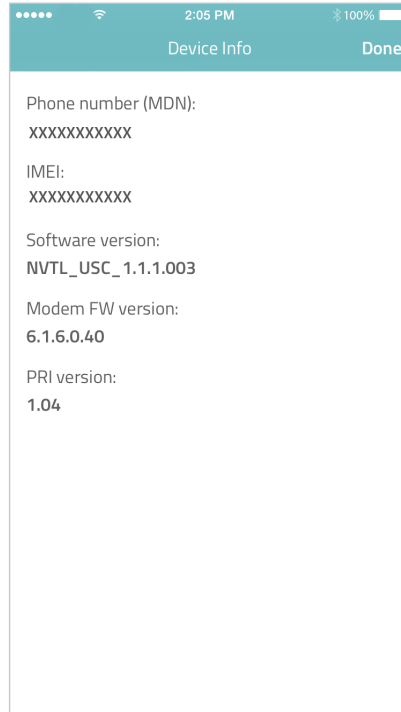 2:05 PM
100%
Device Info
Done
Phone number (MDN):
XXXXXXXXXXX
IMEI:
XXXXXXXXXXX
Software version:
NVTL_USC_1.1.1.003
Modem FW version:
6.1.6.0.40
PRI version:
1.04